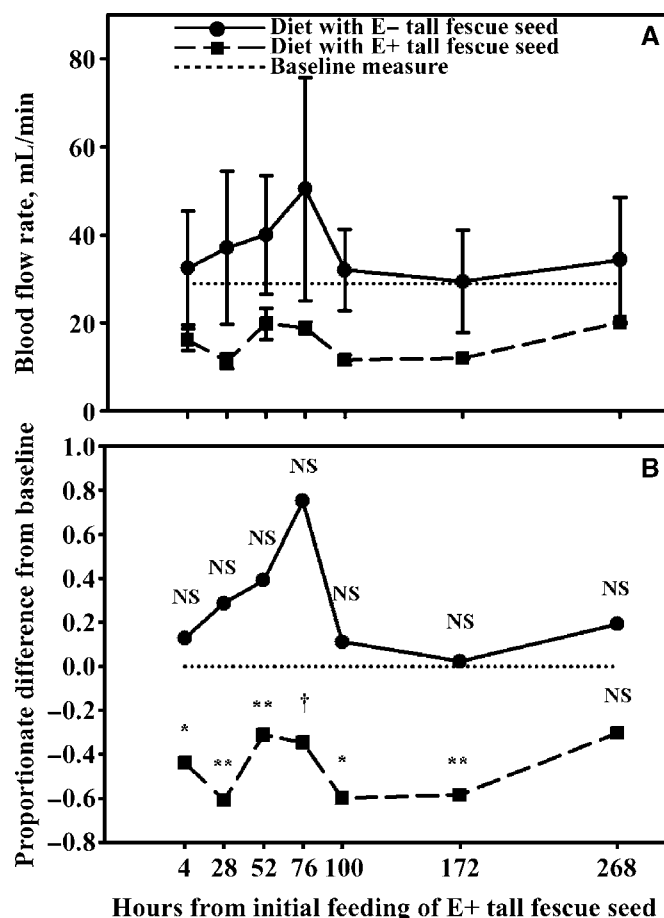 Diet with E– tall fescue seed
A
Diet with E+ tall fescue seed
Baseline measure
80
60
40
20
0
Blood flow rate, mL/min
B
1.0
0.8
0.6
0.4
0.2
0.0
–0.2
–0.4
–0.6
–0.8
Proportionate difference from baseline
NS
NS
NS
NS
NS
NS
NS
*
**
**
†
*
**
NS
4 28 52 76 100 172 268
Hours from initial feeding of E+ tall fescue seed